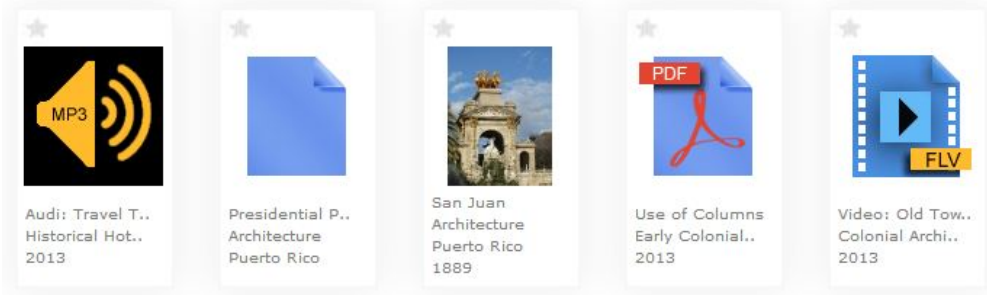 MP3
Audi: Travel T..
Historical Hot..
2013
Presidential P..
Architecture
Puerto Rico
San Juan
Architecture
Puerto Rico
1889
PDF
Use of Columns
Early Colonial..
2013
FLV
Video: Old Tow..
Colonial Archi..
2013